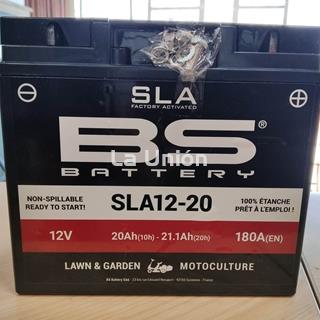 SLA
FACTORY ACTIVATED
BS®
BATTERY
La Unión
NON-SPILLABLE
READY TO START!
SLA12-20
100% ÉTANCHE
PRÊT À L'EMPLOI !
12V
20Ah(10h) - 21.1Ah(20h)
180A(EN)
LAWN & GARDEN
MOTOCULTURE